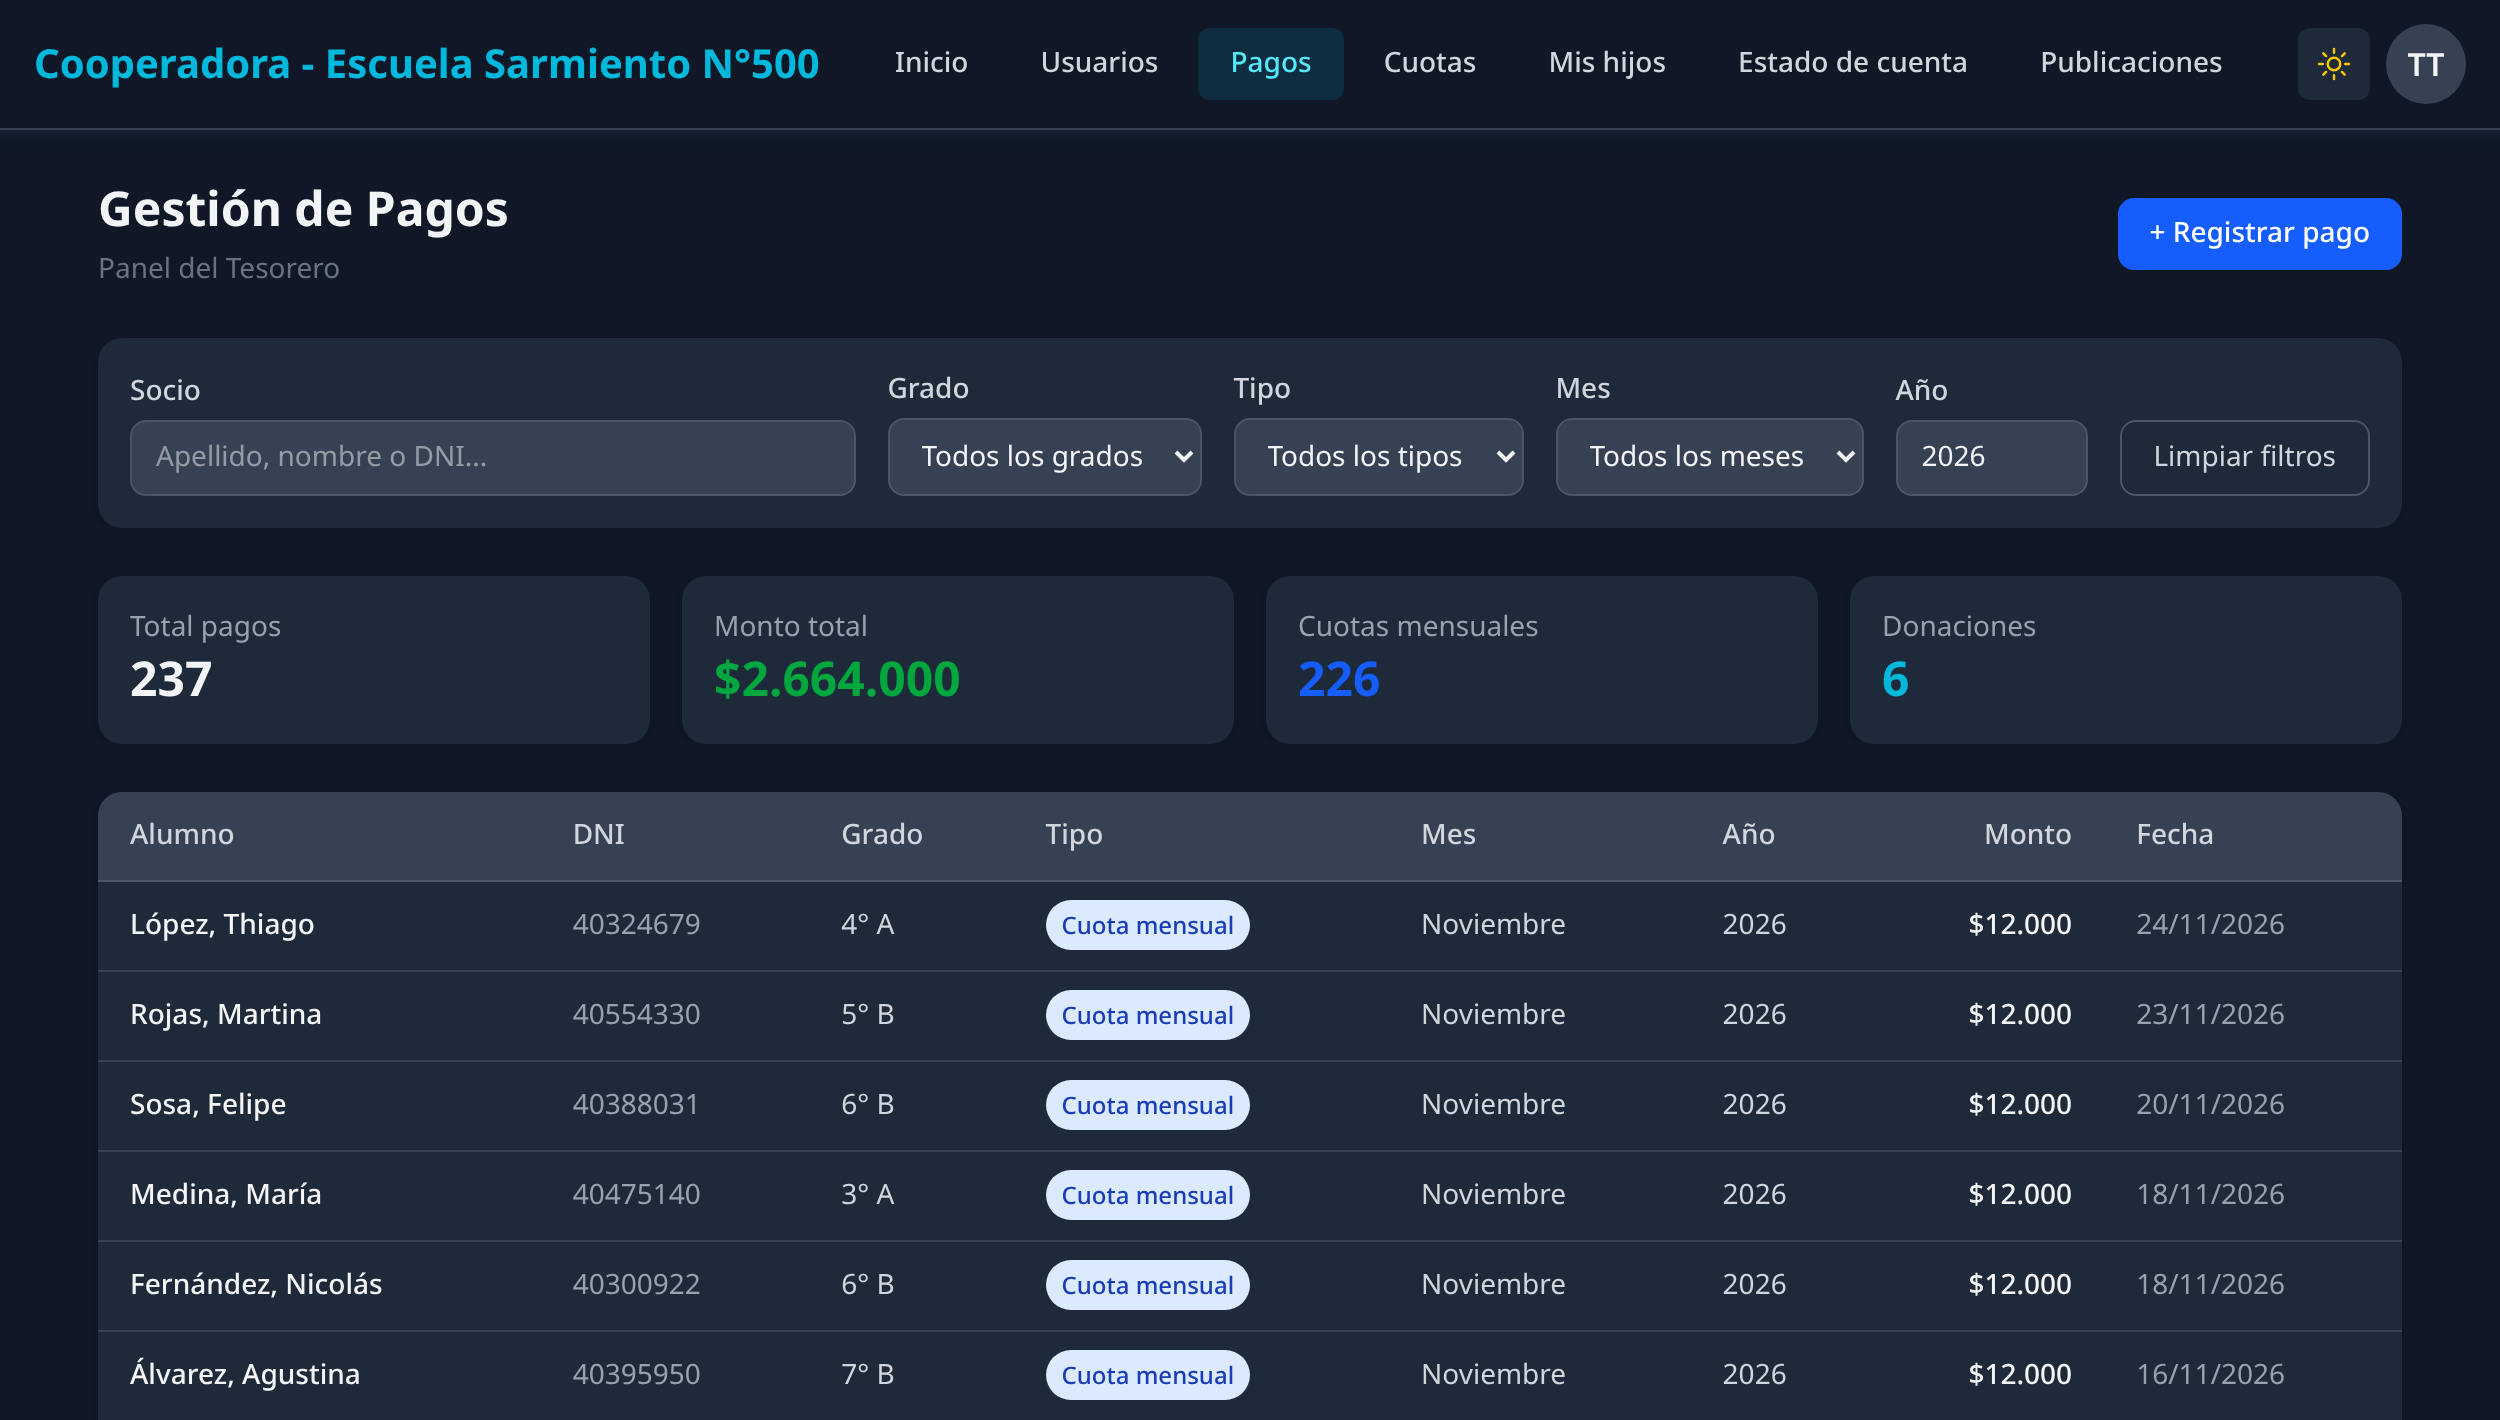 Cooperadora - Escuela Sarmiento N°500 Inicio Usuarios Pagos Cuotas Mis hijos Estado de cuenta Publicaciones TT
Gestión de Pagos
Panel del Tesorero
+ Registrar pago
Socio Grado Tipo Mes Año
Apellido, nombre o DNI... Todos los grados Todos los tipos Todos los meses 2026 Limpiar filtros
Total pagos Monto total Cuotas mensuales Donaciones
237 $2.664.000 226 6
Alumno DNI Grado Tipo Mes Año Monto Fecha
López, Thiago 40324679 4° A Cuota mensual Noviembre 2026 $12.000 24/11/2026
Rojas, Martina 40554330 5° B Cuota mensual Noviembre 2026 $12.000 23/11/2026
Sosa, Felipe 40388031 6° B Cuota mensual Noviembre 2026 $12.000 20/11/2026
Medina, María 40475140 3° A Cuota mensual Noviembre 2026 $12.000 18/11/2026
Fernández, Nicolás 40300922 6° B Cuota mensual Noviembre 2026 $12.000 18/11/2026
Álvarez, Agustina 40395950 7° B Cuota mensual Noviembre 2026 $12.000 16/11/2026